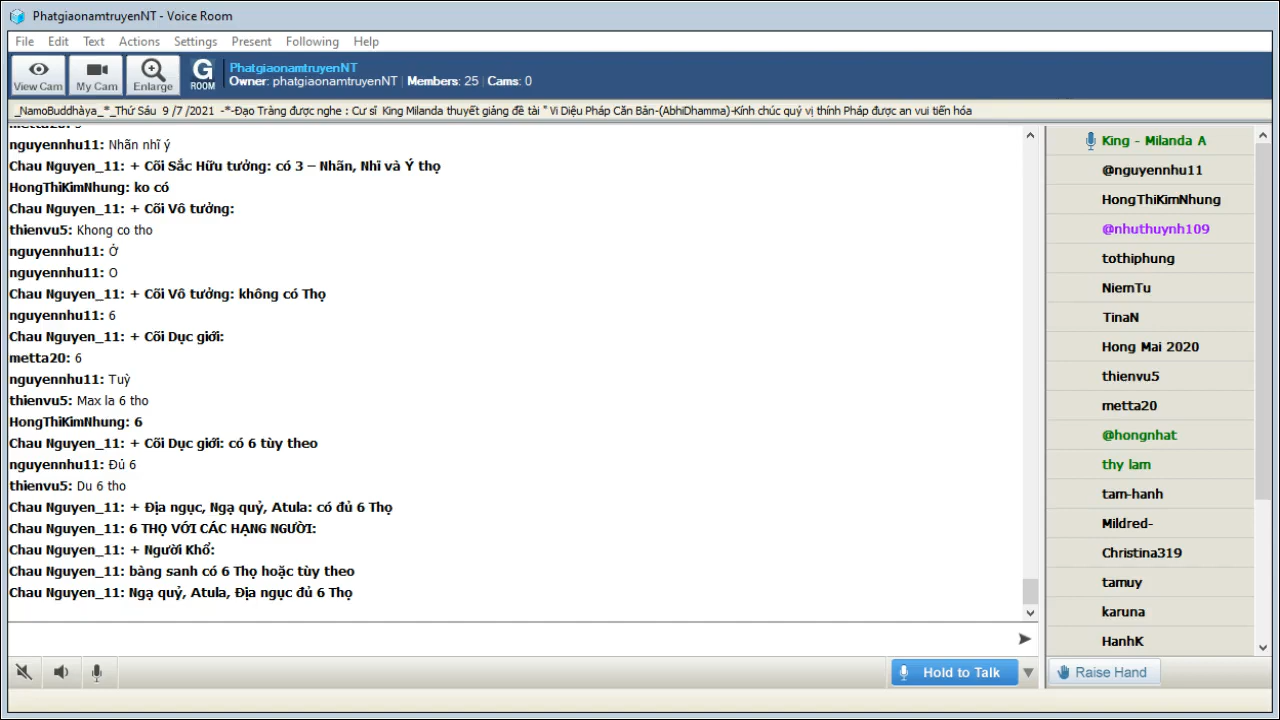 PhatgiaonamtruyenNT - Voice Room
File Edit Text Actions Settings Present Following Help
View Cam My Cam Enlarge G ROOM
PhatgiaonamtruyenNT
Owner: phatgiaonamtruyenNT Members: 25 Cams: 0
_NamoBuddhàya_*_Thứ Sáu 9 /7 /2021 -*-Đạo Tràng được nghe : Cư sĩ King Milanda thuyết giảng đề tài " Vi Diệu Pháp Căn Bản-(AbhiDhamma)-Kính chúc quý vị thính Pháp được an vui tiến hóa
nguyennhu11: Nhãn nhĩ ý
Chau Nguyen_11: + Cõi Sắc Hữu tưởng: có 3 – Nhãn, Nhĩ và Ý thọ
HongThiKimNhung: ko có
Chau Nguyen_11: + Cõi Vô tưởng:
thienvu5: Khong co tho
nguyennhu11: Ở
nguyennhu11: O
Chau Nguyen_11: + Cõi Vô tưởng: không có Thọ
nguyennhu11: 6
Chau Nguyen_11: + Cõi Dục giới:
metta20: 6
nguyennhu11: Tuỳ
thienvu5: Max la 6 tho
HongThiKimNhung: 6
Chau Nguyen_11: + Cõi Dục giới: có 6 tùy theo
nguyennhu11: Đủ 6
thienvu5: Du 6 tho
Chau Nguyen_11: + Địa ngục, Ngạ quỷ, Atula: có đủ 6 Thọ
Chau Nguyen_11: 6 THỌ VỚI CÁC HẠNG NGƯỜI:
Chau Nguyen_11: + Người Khổ:
Chau Nguyen_11: bàng sanh có 6 Thọ hoặc tùy theo
Chau Nguyen_11: Ngạ quỷ, Atula, Địa ngục đủ 6 Thọ
King - Milanda A
@nguyennhu11
HongThiKimNhung
@nhuthuynh109
tothiphung
NiemTu
TinaN
Hong Mai 2020
thienvu5
metta20
@hongnhat
thy lam
tam-hanh
Mildred-
Christina319
tamuy
karuna
HanhK
Hold to Talk
Raise Hand